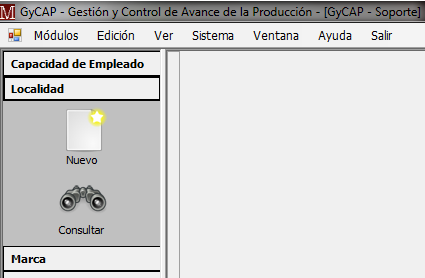 M GyCAP - Gestión y Control de Avance de la Producción - [GyCAP - Soporte]
Módulos Edición Ver Sistema Ventana Ayuda Salir
Capacidad de Empleado
Localidad
Nuevo
Consultar
Marca